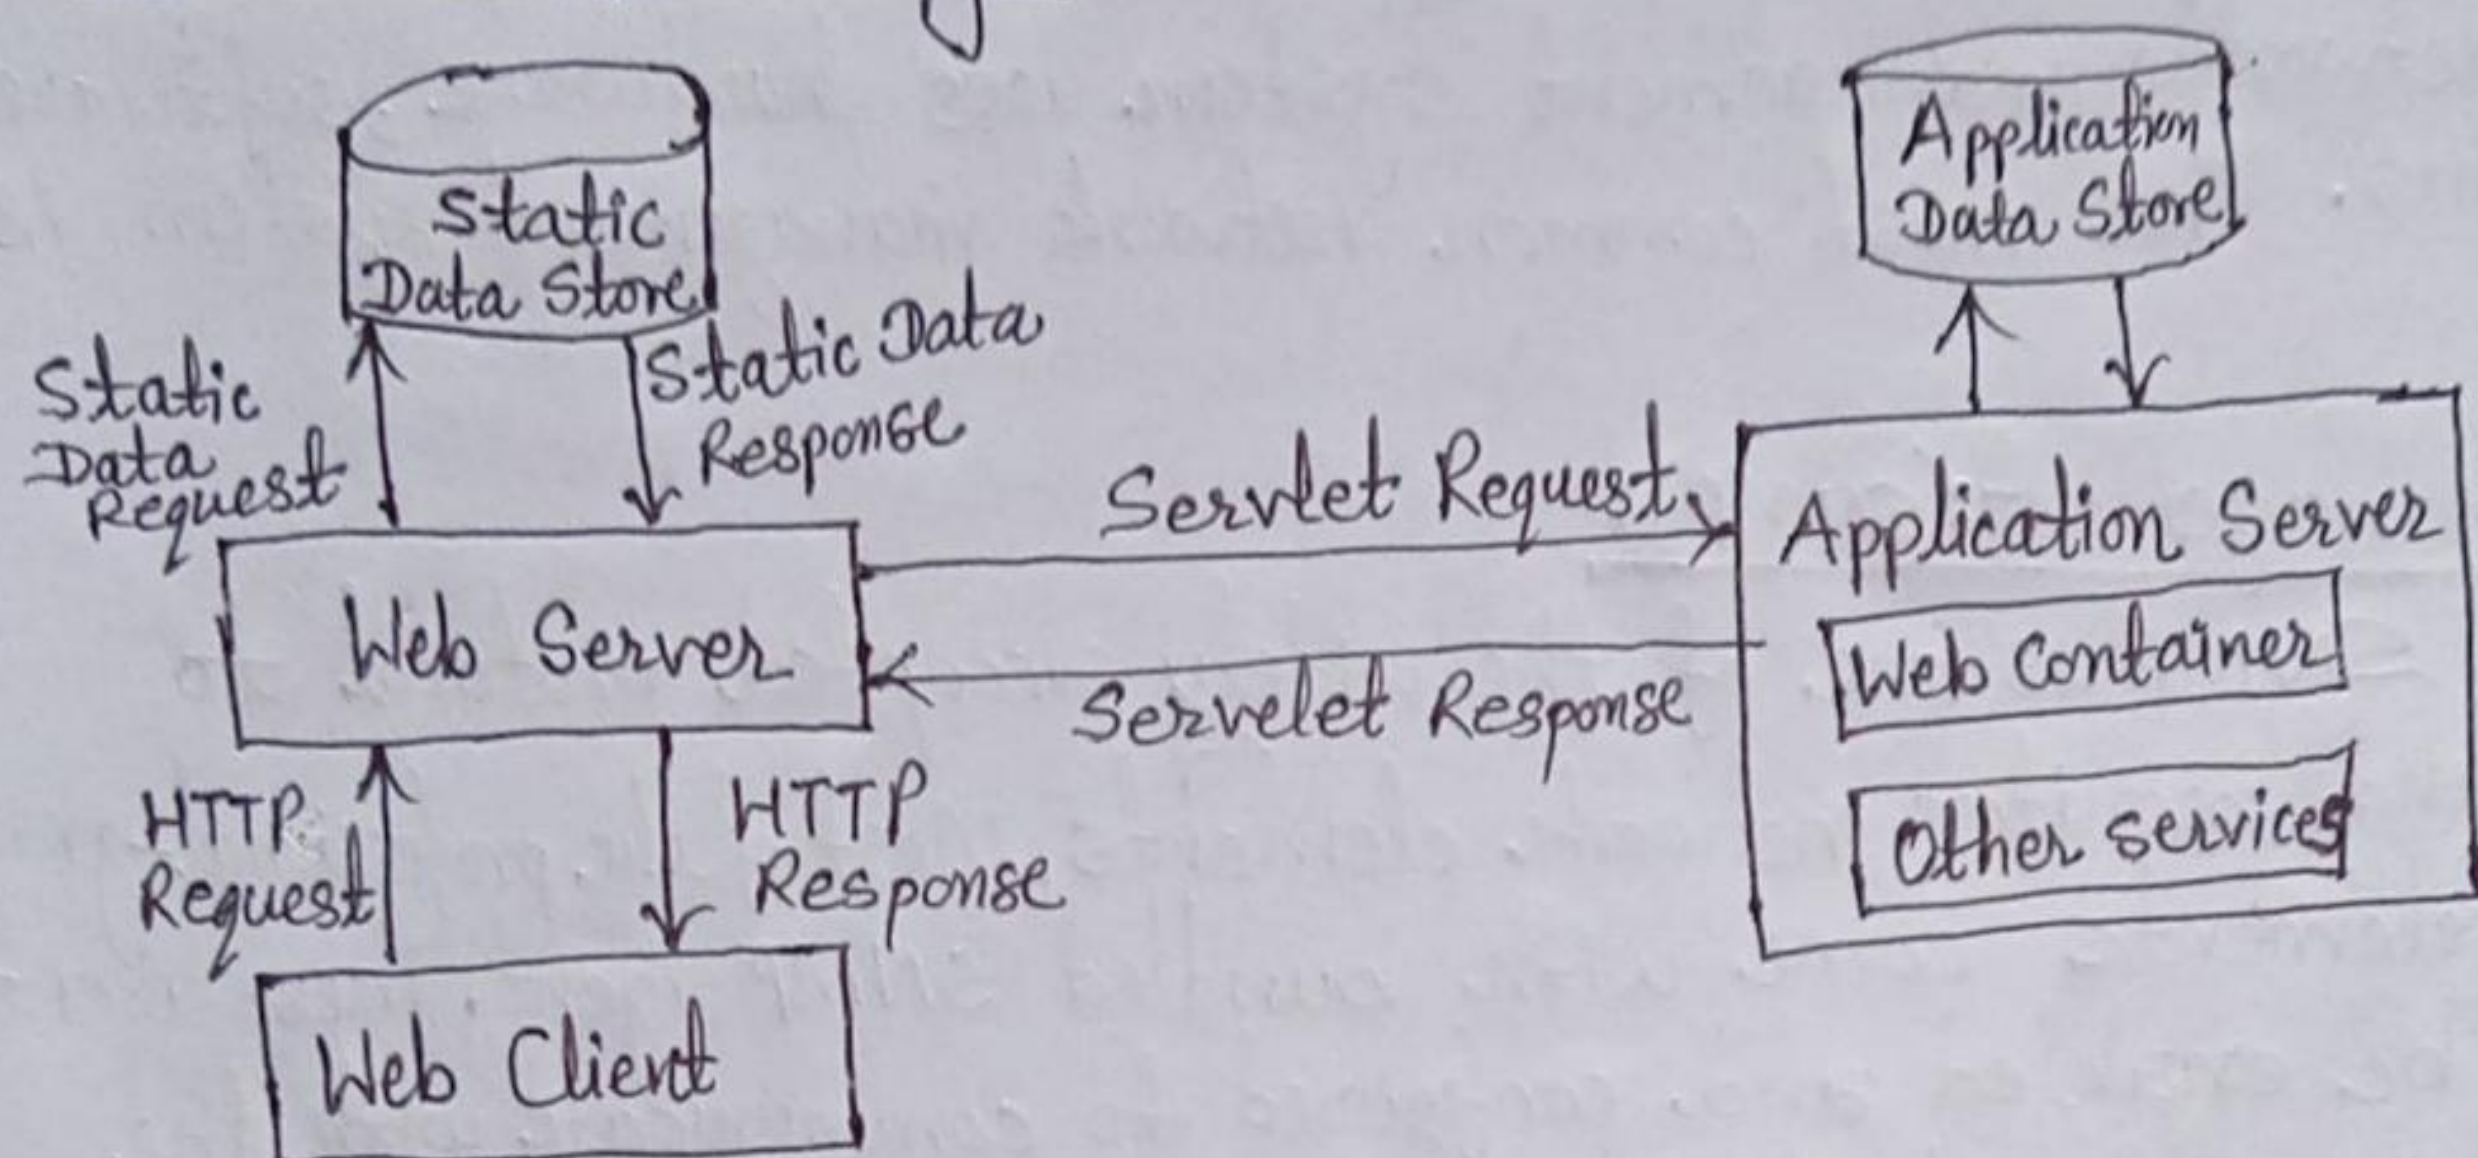 Static
Data Store
Application
Data Store
Static
Data
Request
Static Data
Response
Servlet Request
Application Server
Web Server
Web Container
Servelet Response
HTTP
Request
HTTP
Response
Other services
Web Client